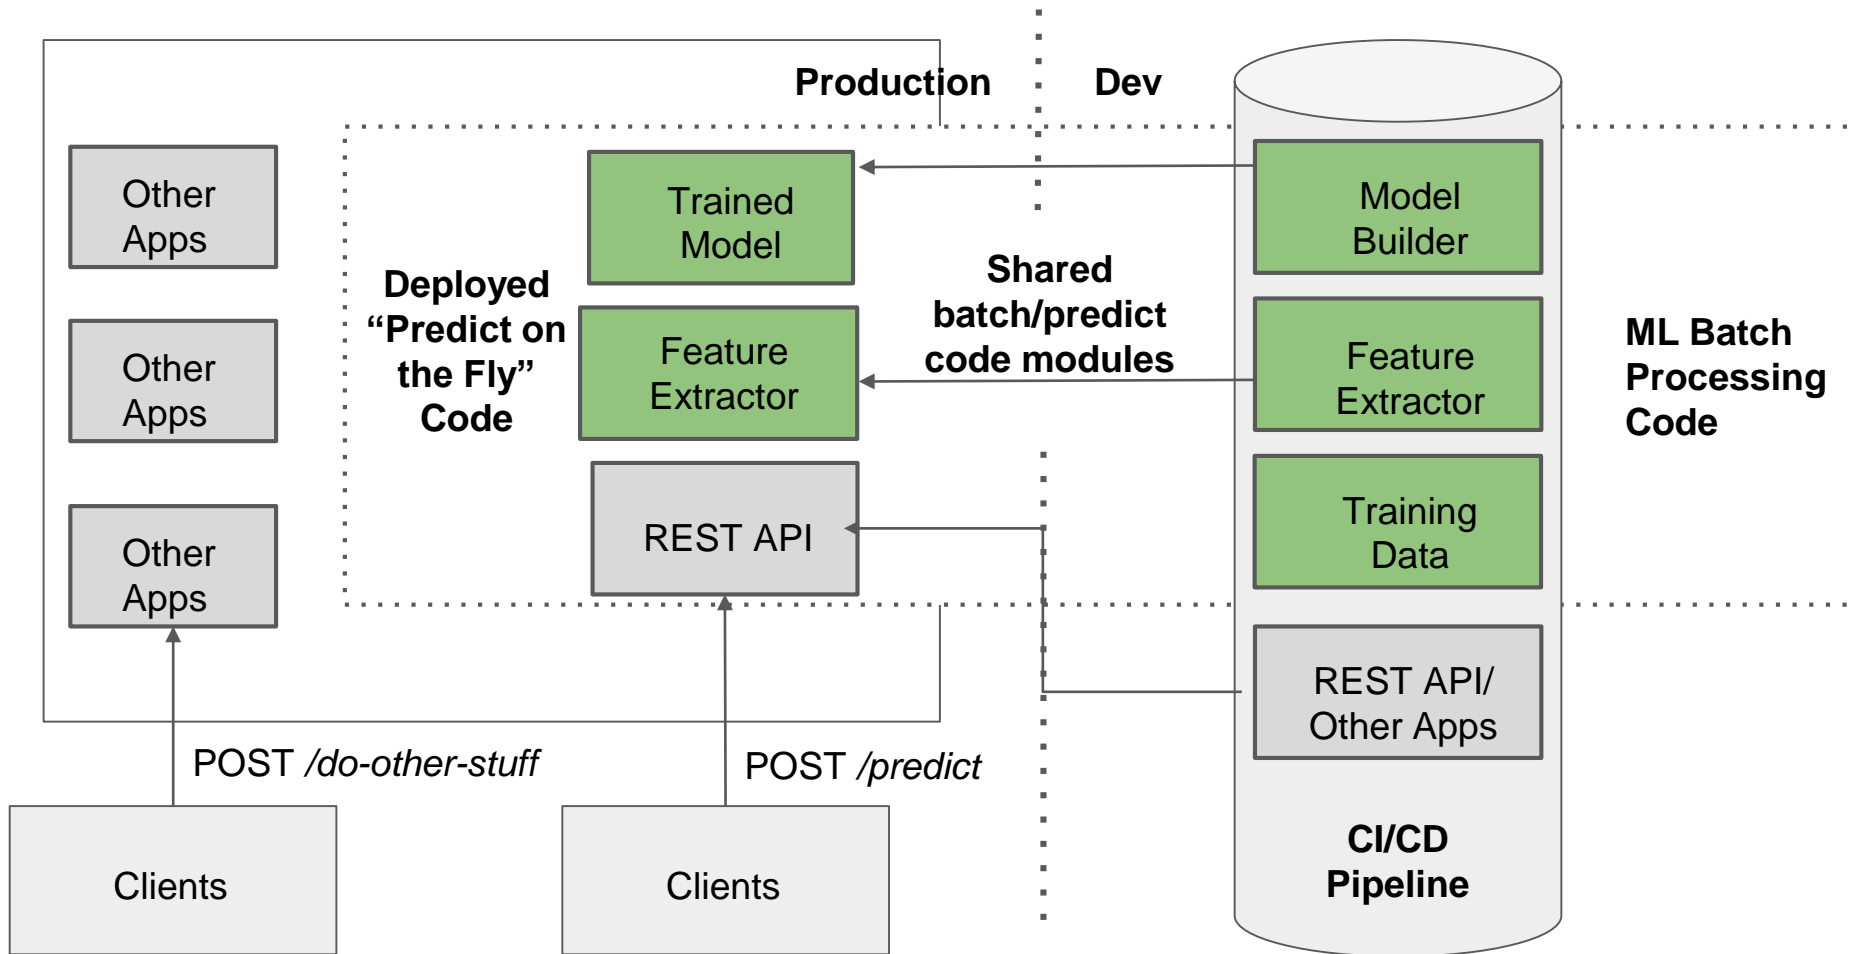 Production
Dev
Other
Apps
Other
Apps
Other
Apps
Deployed
“Predict on
the Fly”
Code
Trained
Model
Feature
Extractor
REST API
Shared
batch/predict
code modules
Model
Builder
Feature
Extractor
Training
Data
REST API/
Other Apps
CI/CD
Pipeline
ML Batch
Processing
Code
POST /do-other-stuff
POST /predict
Clients
Clients